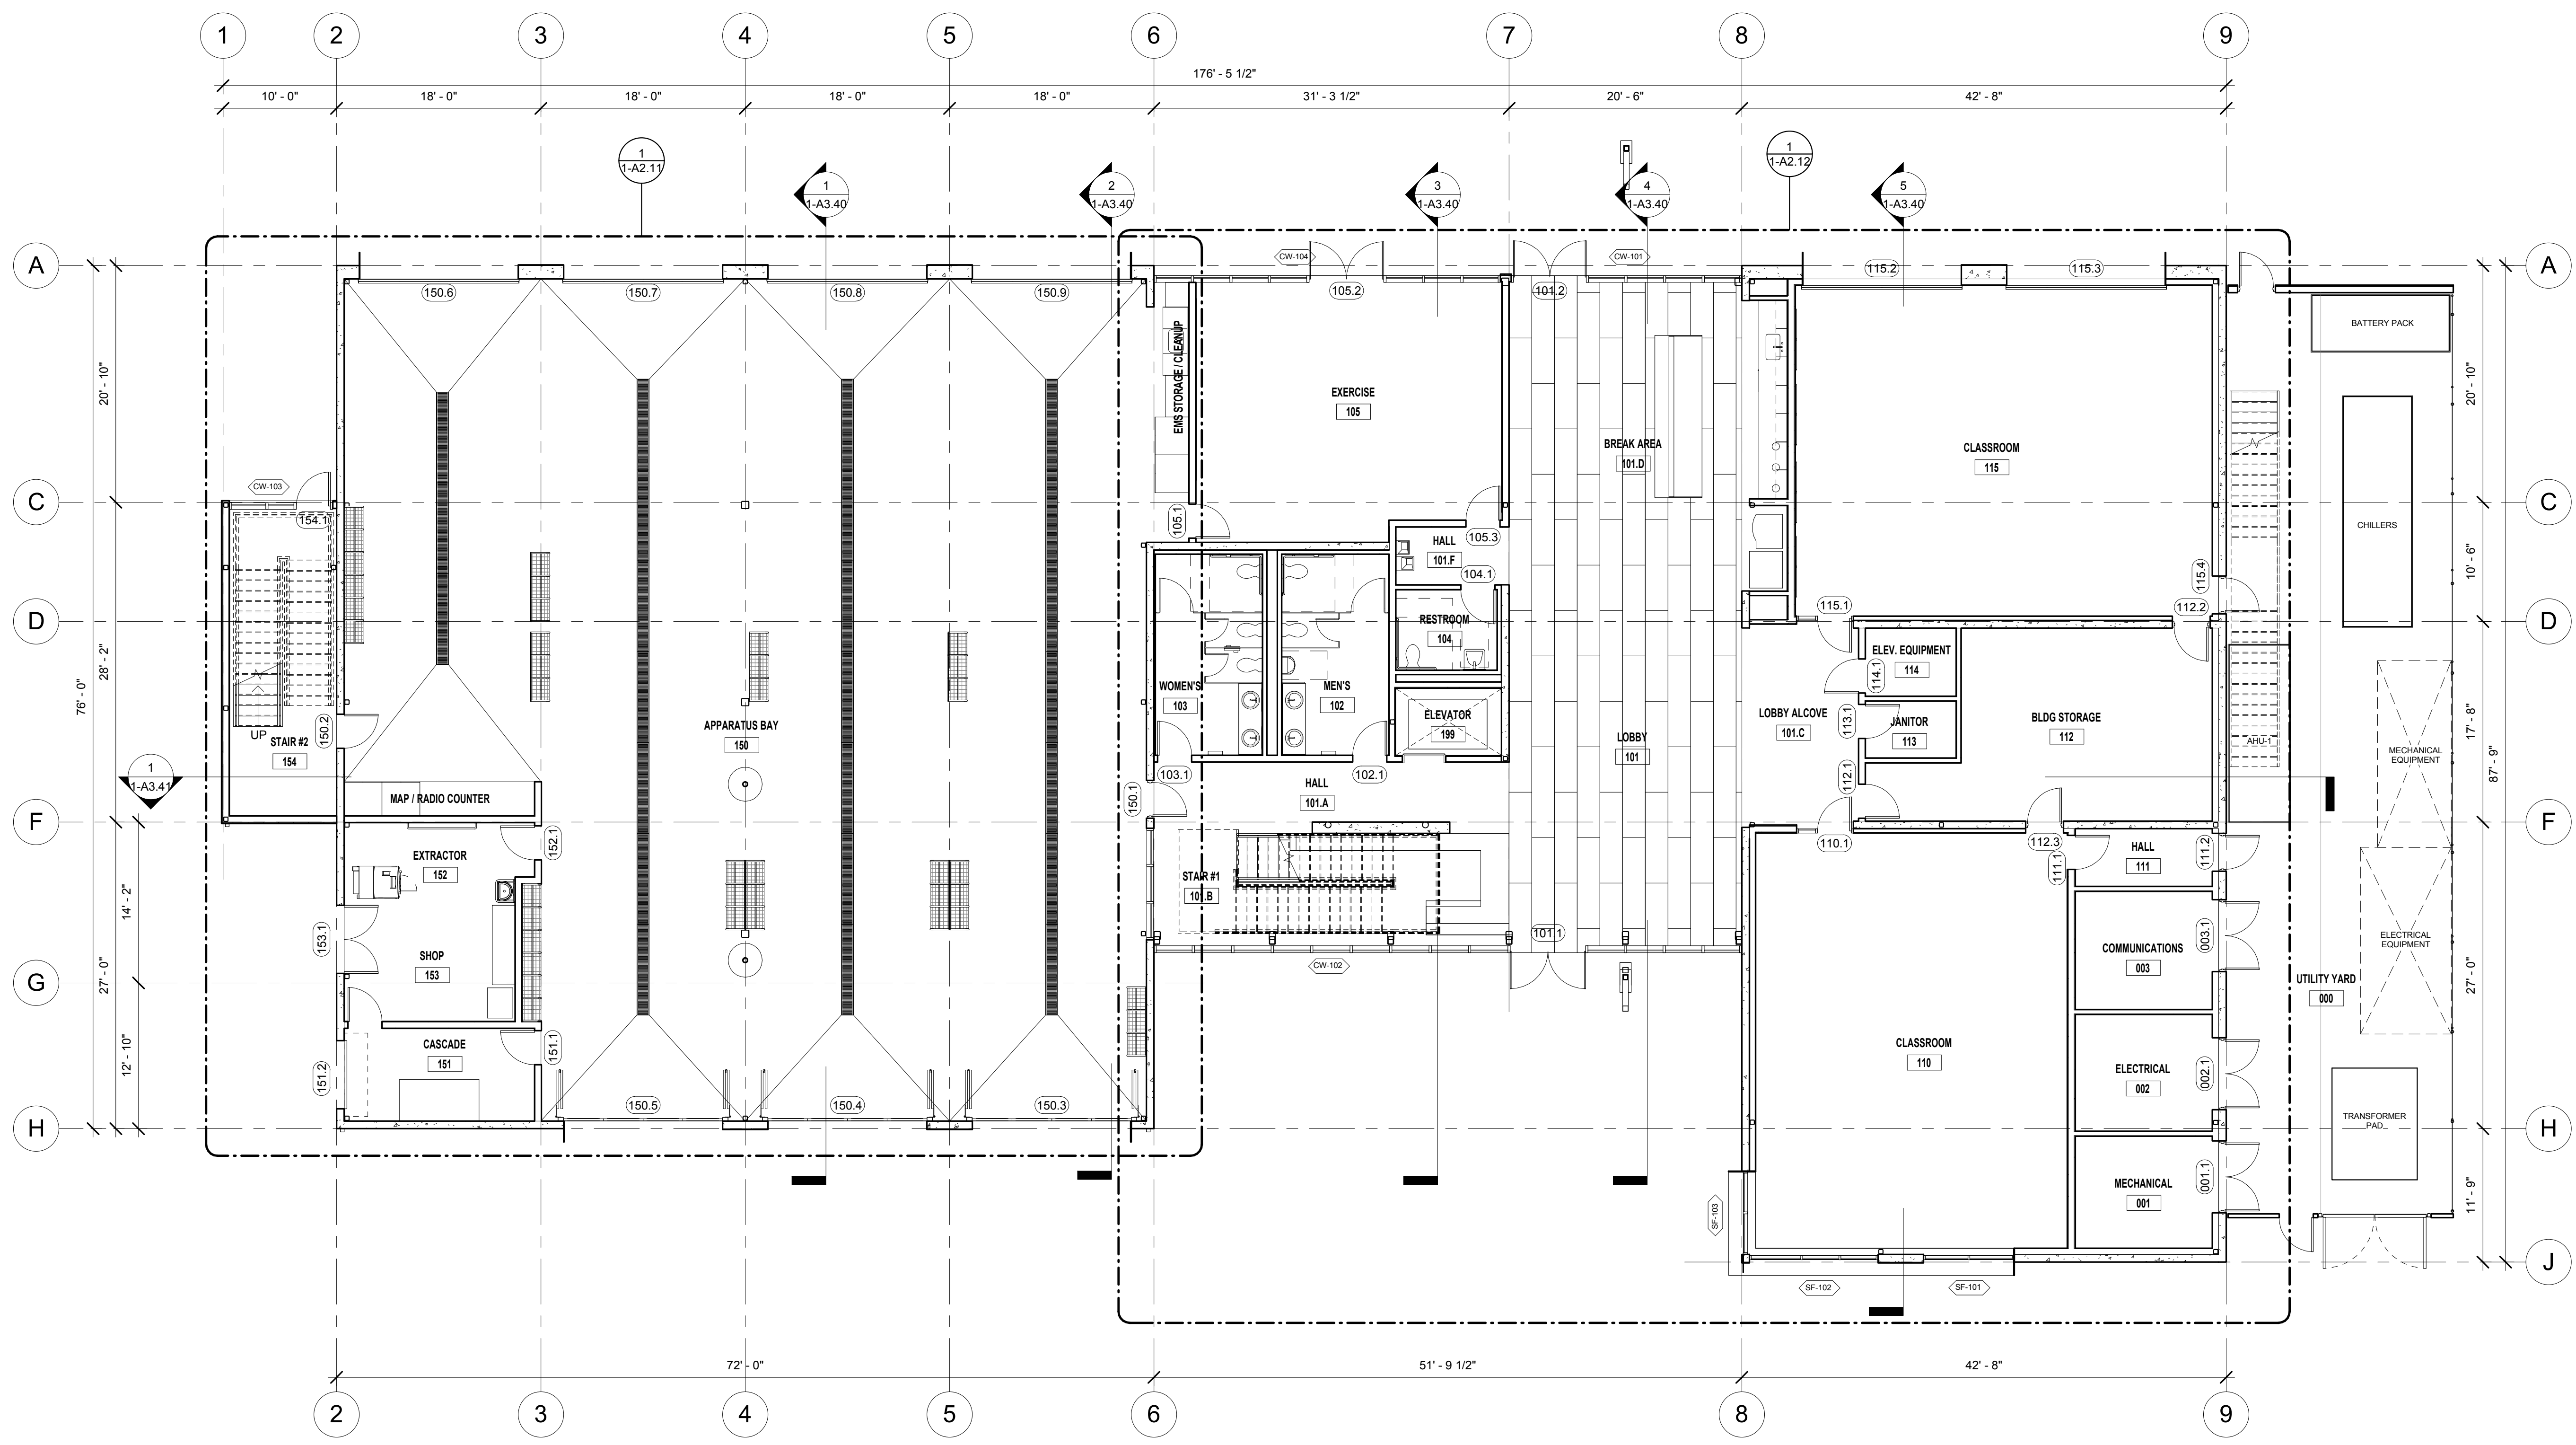 1 2 3 4 5 6 7 8 9
176' - 5 1/2"
10' - 0" 18' - 0" 18' - 0" 18' - 0" 18' - 0" 31' - 3 1/2" 20' - 6" 42' - 8"
1
1-A2.11
1
1-A2.12
1
1-A3.40
2
1-A3.40
3
1-A3.40
4
1-A3.40
5
1-A3.40
A
A
CW-104
CW-101
150.6
150.7
150.8
150.9
105.2
101.2
115.2
115.3
BATTERY PACK
EMS STORAGE / CLEANUP
20' - 10"
20' - 10"
EXERCISE
105
BREAK AREA
101.D
CLASSROOM
115
CW-103
C
C
154.1
105.1
105.3
CHILLERS
HALL
101.F
104.1
10' - 6"
115.4
115.1
112.2
D
D
RESTROOM
104
28' - 2"
76' - 0"
ELEV. EQUIPMENT
114
114.1
WOMEN'S
103
MEN'S
102
ELEVATOR
199
LOBBY ALCOVE
101.C
113.1
JANITOR
113
BLDG STORAGE
112
17' - 8"
87' - 9"
APPARATUS BAY
150
150.2
UP
STAIR #2
154
LOBBY
101
AHU-1
MECHANICAL
EQUIPMENT
1
1-A3.41
103.1
102.1
112.1
HALL
101.A
150.1
MAP / RADIO COUNTER
F
F
152.1
110.1
112.3
111.1
HALL
111
111.2
EXTRACTOR
152
STAIR #1
101.B
14' - 2"
153.1
101.1
003.1
ELECTRICAL
EQUIPMENT
SHOP
153
COMMUNICATIONS
003
CW-102
G
27' - 0"
27' - 0"
UTILITY YARD
000
CASCADE
151
151.1
151.2
12' - 10"
CLASSROOM
110
ELECTRICAL
002
002.1
150.5
150.4
150.3
TRANSFORMER
PAD
H
H
MECHANICAL
001
001.1
11' - 9"
SF-103
J
SF-102
SF-101
72' - 0" 51' - 9 1/2" 42' - 8"
2 3 4 5 6 8 9